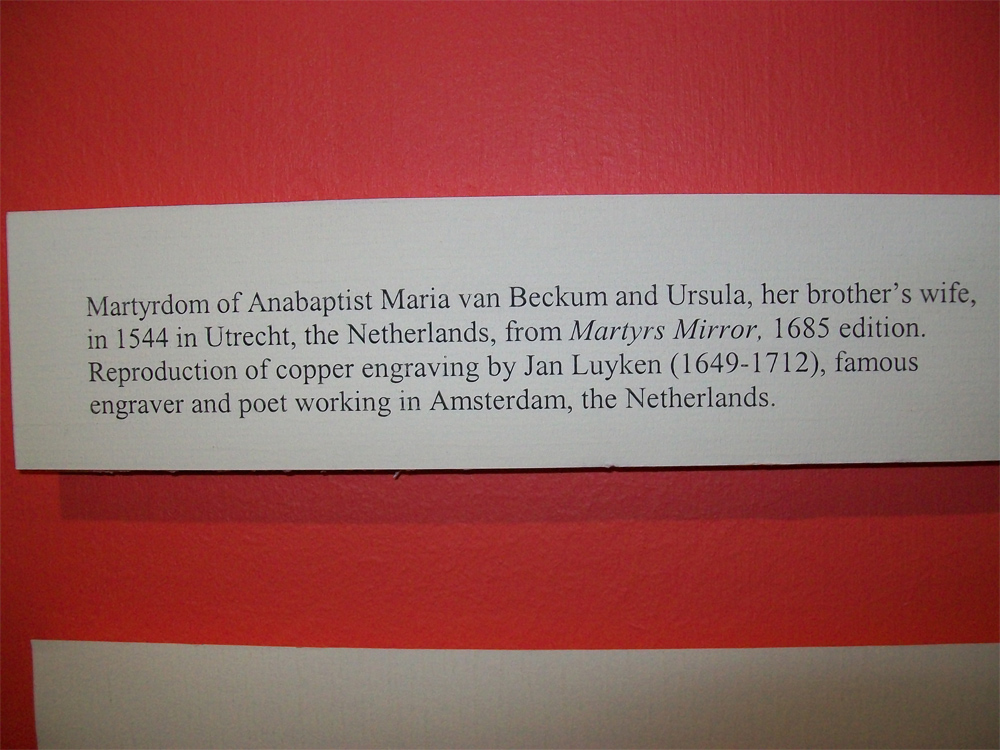 Martyrdom of Anabaptist Maria van Beckum and Ursula, her brother's wife,
in 1544 in Utrecht, the Netherlands, from Martyrs Mirror, 1685 edition.
Reproduction of copper engraving by Jan Luyken (1649-1712), famous
engraver and poet working in Amsterdam, the Netherlands.